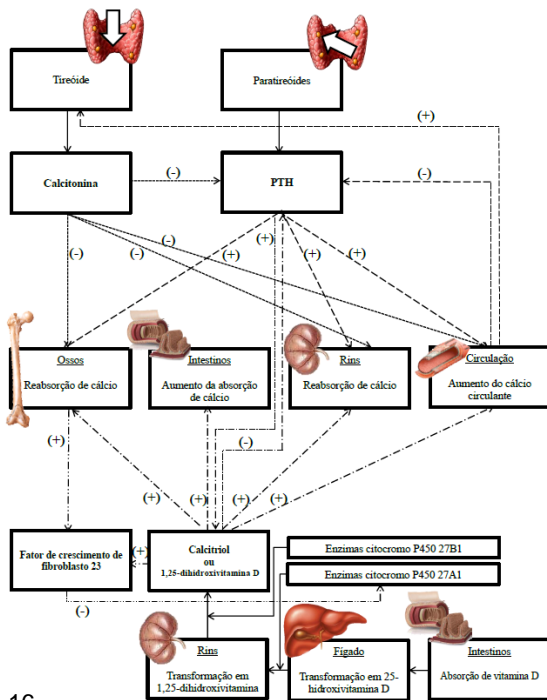 Tireóide
Paratireóides
(+)
Calcitonina
(-)
PTH
(-)
(-)
(-)
(-)
(+)
(+)
(+)
(+)
Ossos
Reabsorção de cálcio
Intestinos
Aumento da absorção
de cálcio
Rins
Reabsorção de cálcio
Circulação
Aumento do cálcio
circulante
(+)
(-)
(+)
(+)
(+)
(+)
Fator de crescimento de
fibroblasto 23
(+)
Calcitriol
ou
1,25-dihidroxivitamina D
Enzimas citocromo P450 27B1
Enzimas citocromo P450 27A1
(-)
Rins
Transformação em
1,25-dihidroxivitamina
Fígado
Transformação em 25-
hidroxivitamina D
Intestinos
Absorção de vitamina D